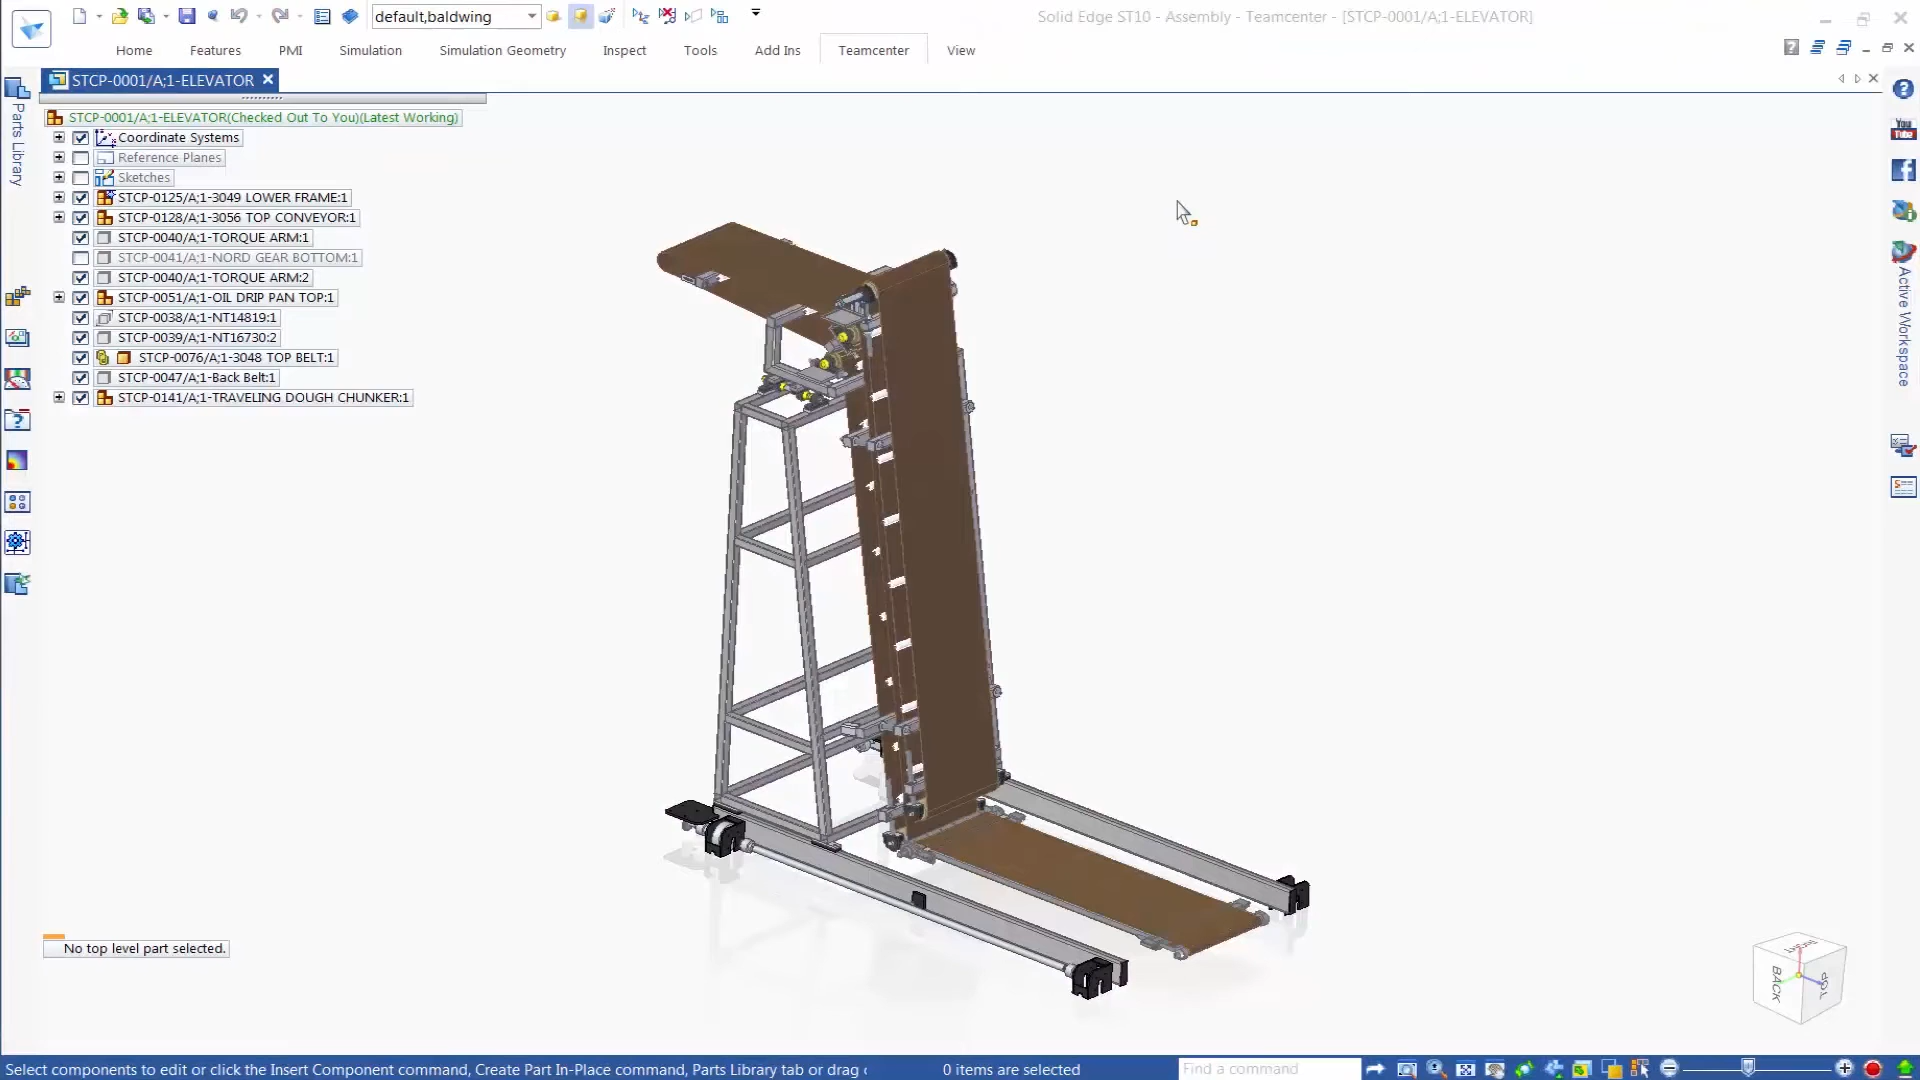 default,baldwing
Solid Edge ST10 - Assembly - Teamcenter - [STCP-0001/A;1-ELEVATOR]
Home
Features
PMI
Simulation
Simulation Geometry
Inspect
Tools
Add Ins
Teamcenter
View
STCP-0001/A;1-ELEVATOR
Parts Library
STCP-0001/A;1-ELEVATOR(Checked Out To You)(Latest Working)
Coordinate Systems
Reference Planes
Sketches
STCP-0125/A;1-3049 LOWER FRAME:1
STCP-0128/A;1-3056 TOP CONVEYOR:1
STCP-0040/A;1-TORQUE ARM:1
STCP-0041/A;1-NORD GEAR BOTTOM:1
STCP-0040/A;1-TORQUE ARM:2
STCP-0051/A;1-OIL DRIP PAN TOP:1
STCP-0038/A;1-NT14819:1
STCP-0039/A;1-NT16730:2
STCP-0076/A;1-3048 TOP BELT:1
STCP-0047/A;1-Back Belt:1
STCP-0141/A;1-TRAVELING DOUGH CHUNKER:1
You
Tube
Active Workspace
No top level part selected.
RIGHT
BACK
TOP
Select components to edit or click the Insert Component command, Create Part In-Place command, Parts Library tab or drag
0 items are selected
Find a command